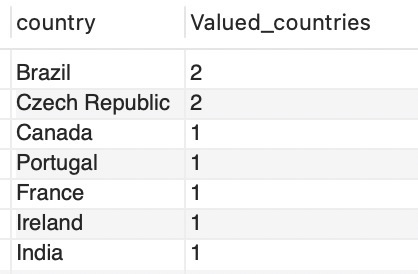 country Valued_countries
Brazil 2
Czech Republic 2
Canada 1
Portugal 1
France 1
Ireland 1
India 1